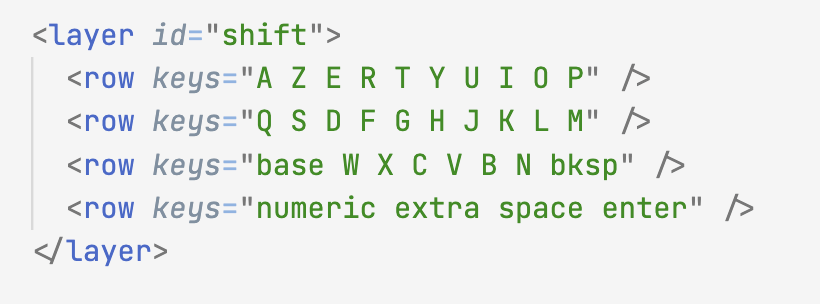 <layer id="shift">
<row keys="A Z E R T Y U I O P" />
<row keys="Q S D F G H J K L M" />
<row keys="base W X C V B N bksp" />
<row keys="numeric extra space enter" />
</layer>